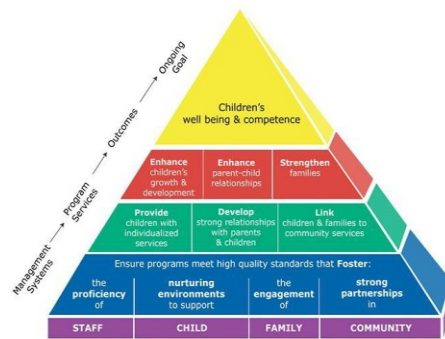 Children's
well being & competence
Enhance
children's
growth &
development
Enhance
parent-child
relationships
Strengthen
families
Provide
children with
individualized
services
Develop
strong relationships
with parents
& children
Link
children & families to
community services
Ensure programs meet high quality standards that Foster:
the
proficiency
of
nurturing
environments
to support
the
engagement
of
strong
partnerships
in
STAFF
CHILD
FAMILY
COMMUNITY
Management
Systems
Program
Services
Outcomes
Ongoing
Goal